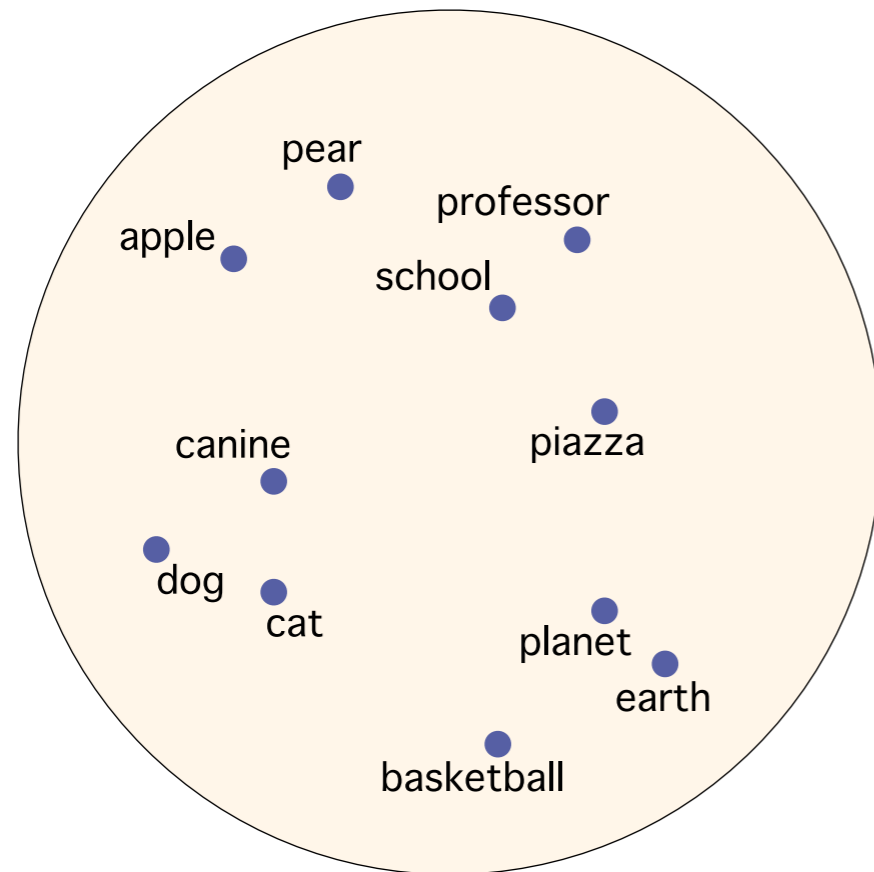 pear
professor
apple
school
canine
piazza
dog
cat
planet
earth
basketball